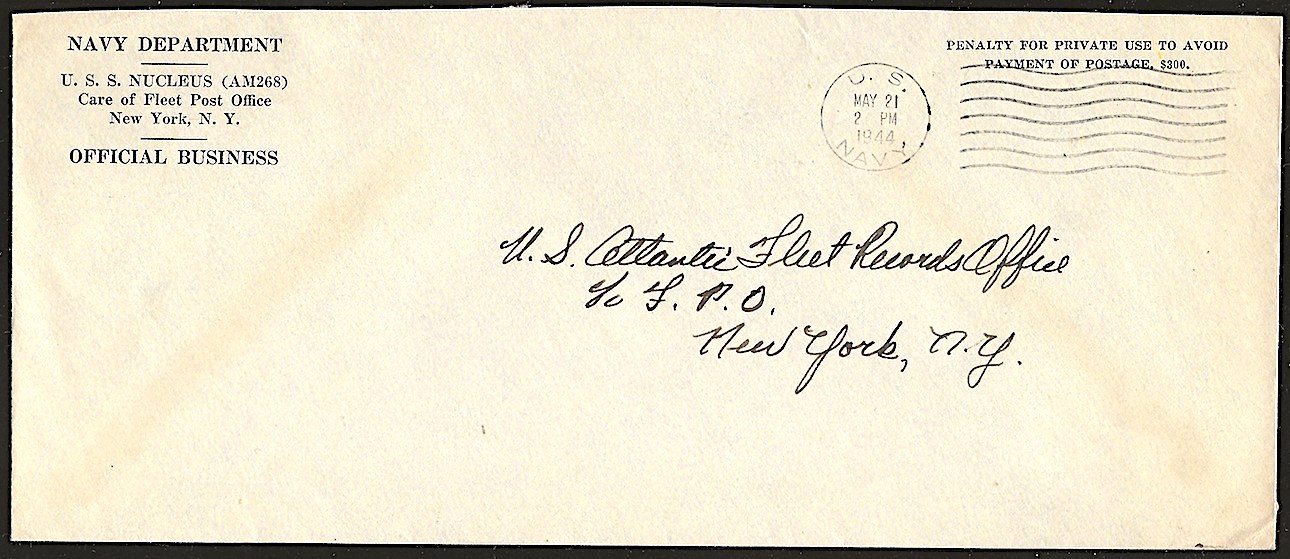 NAVY DEPARTMENT
U. S. S. NUCLEUS (AM268)
Care of Fleet Post Office
New York, N. Y.
OFFICIAL BUSINESS
PENALTY FOR PRIVATE USE TO AVOID
PAYMENT OF POSTAGE, $300.
U. S.
MAY 21
2 PM
1944
NAVY
U. S. Atlantic Fleet Records Office
℅ F. P. O.
New York, N.Y.